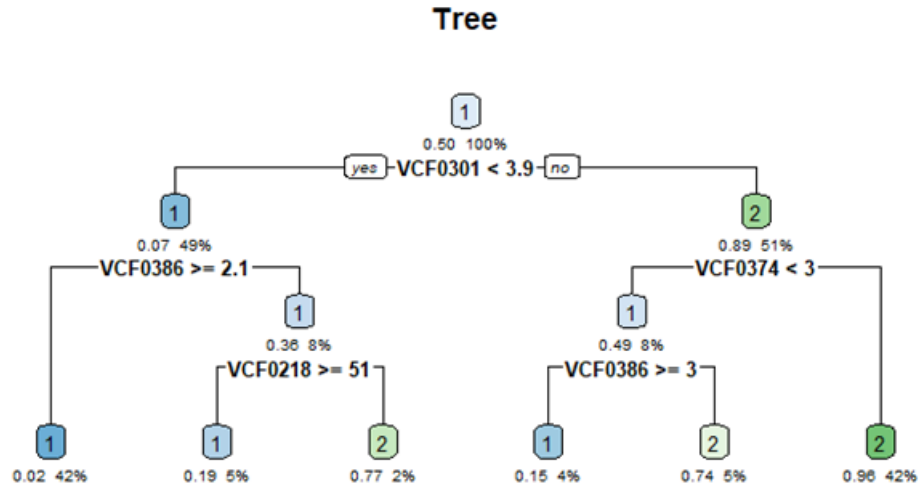 Tree
1
0.50 100%
yes VCF0301 < 3.9 no
1 2
0.07 49% 0.89 51%
VCF0386 >= 2.1 VCF0374 < 3
1 1
0.36 8% 0.49 8%
VCF0218 >= 51 VCF0386 >= 3
1 1 2 1 2 2
0.02 42% 0.19 5% 0.77 2% 0.15 4% 0.74 5% 0.96 42%